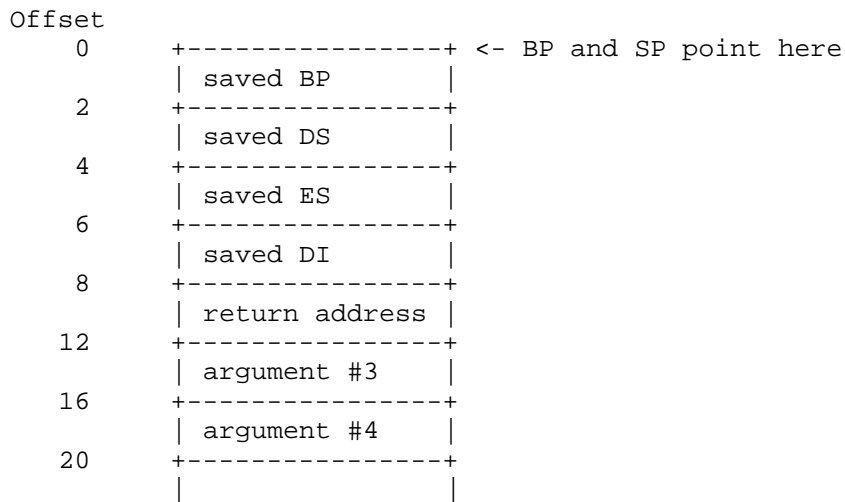 Offset
0 +----------------+ <- BP and SP point here
| saved BP |
2 +----------------+
| saved DS |
4 +----------------+
| saved ES |
6 +----------------+
| saved DI |
8 +----------------+
| return address |
12 +----------------+
| argument #3 |
16 +----------------+
| argument #4 |
20 +----------------+
| |